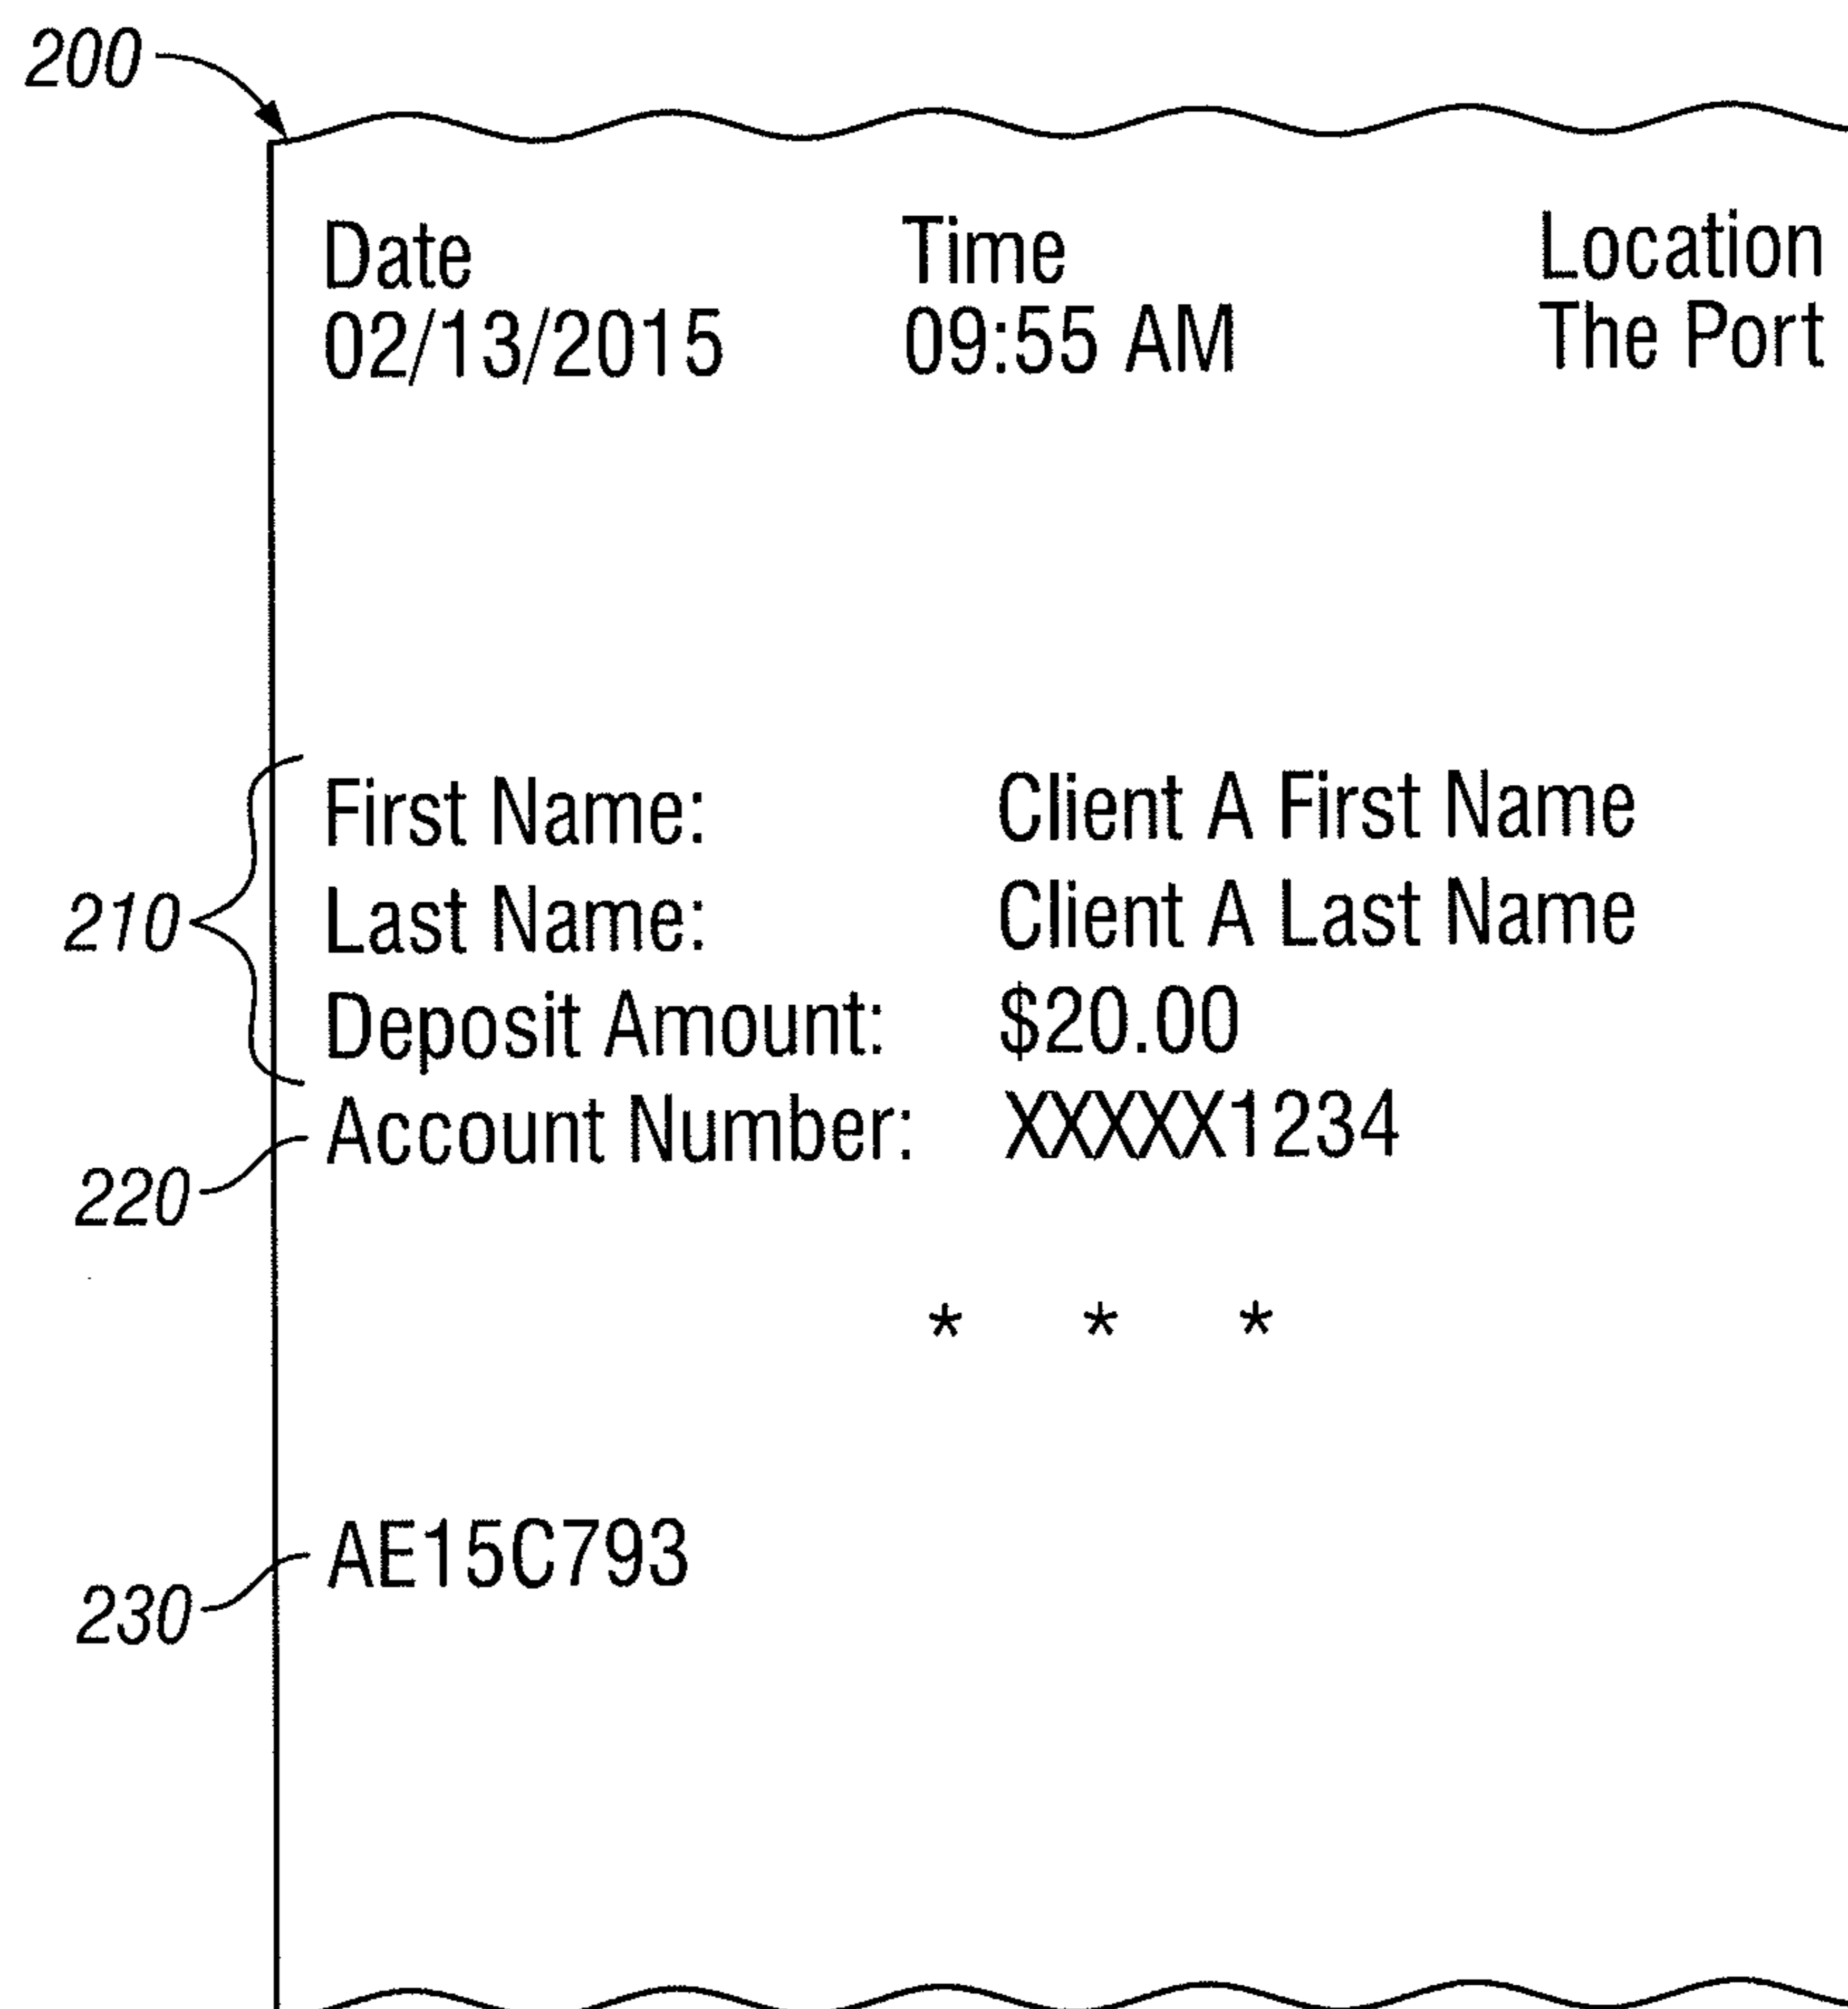 200
Date Time Location
02/13/2015 09:55 AM The Port
First Name: Client A First Name
210 Last Name: Client A Last Name
Deposit Amount: $20.00
Account Number: XXXXX1234
220
* * *
AE15C793
230